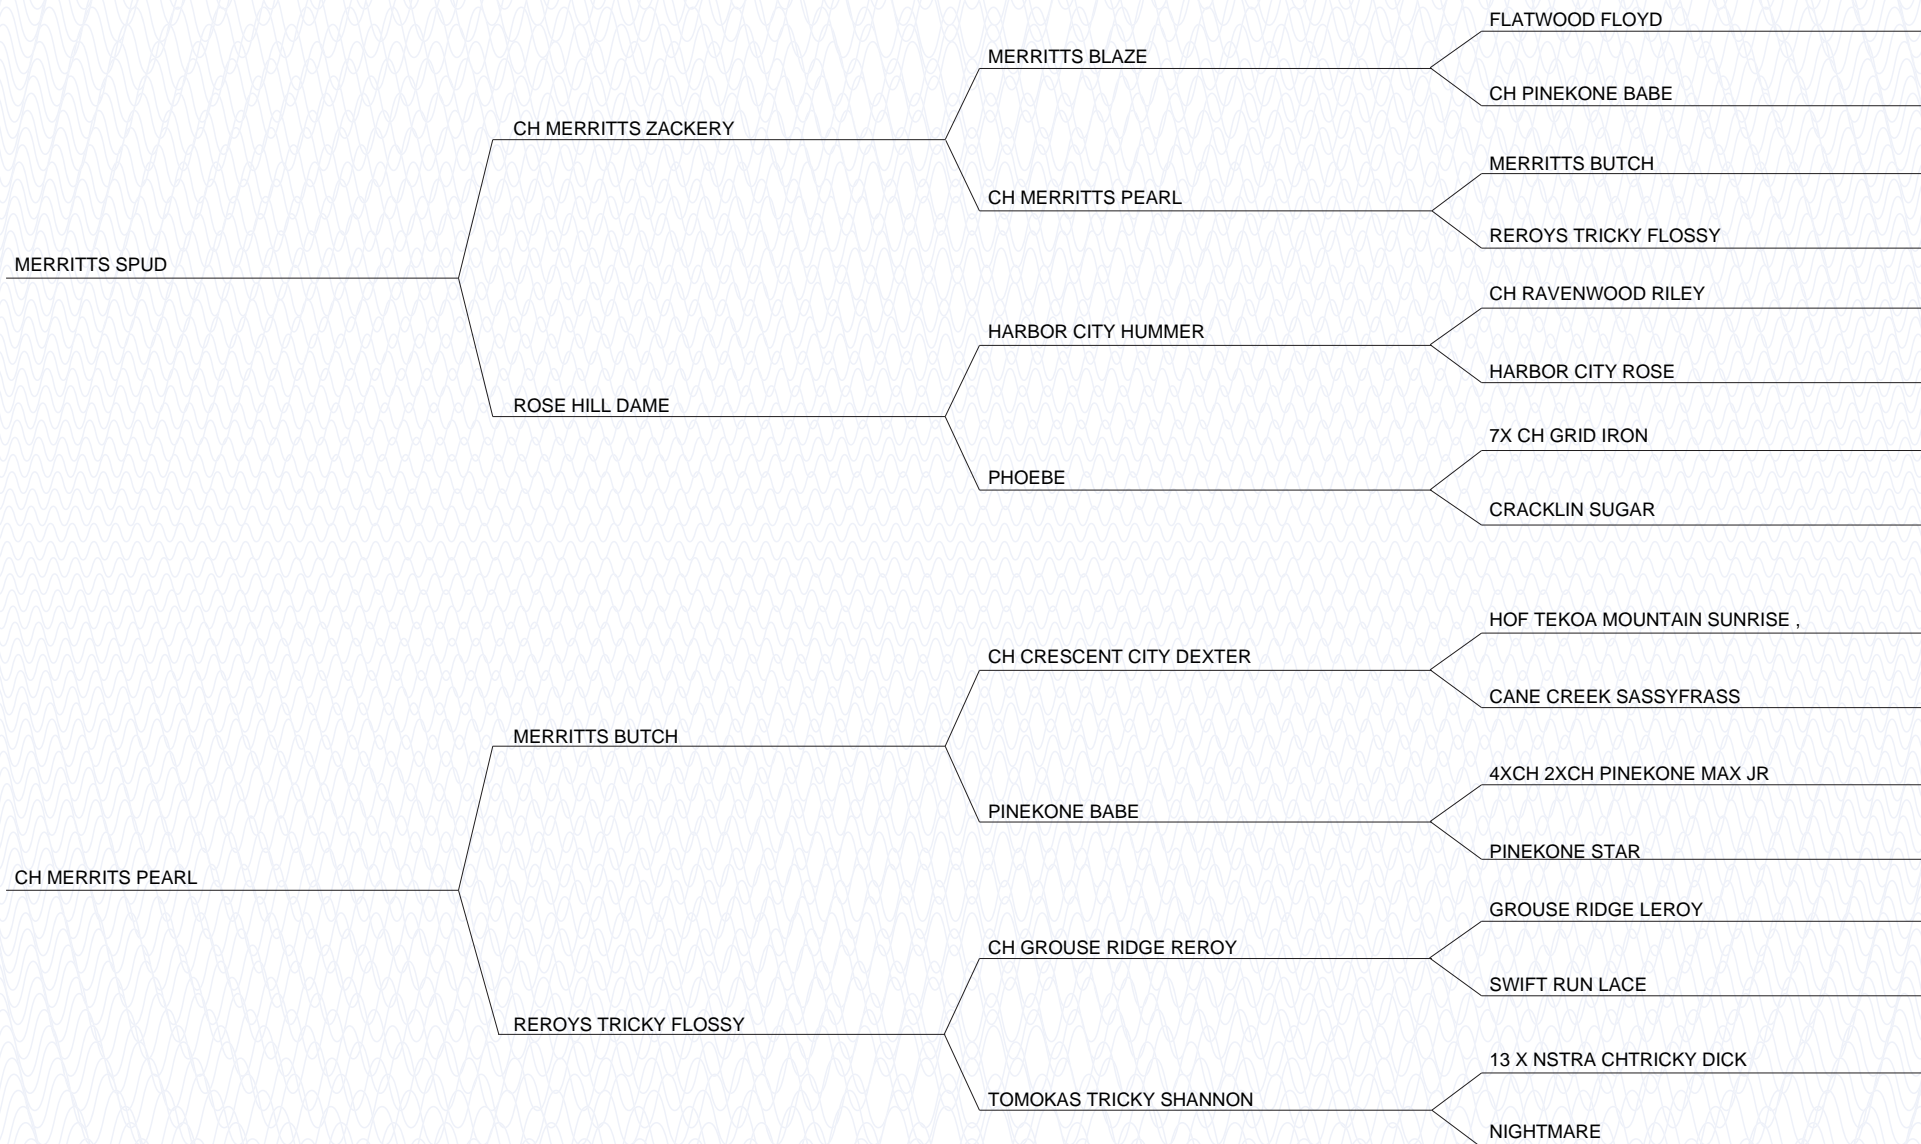 FLATWOOD FLOYD
MERRITTS BLAZE
CH PINEKONE BABE
CH MERRITTS ZACKERY
MERRITTS BUTCH
CH MERRITTS PEARL
REROYS TRICKY FLOSSY
MERRITTS SPUD
CH RAVENWOOD RILEY
HARBOR CITY HUMMER
HARBOR CITY ROSE
ROSE HILL DAME
7X CH GRID IRON
PHOEBE
CRACKLIN SUGAR
HOF TEKOA MOUNTAIN SUNRISE ,
CH CRESCENT CITY DEXTER
CANE CREEK SASSYFRASS
MERRITTS BUTCH
4XCH 2XCH PINEKONE MAX JR
PINEKONE BABE
PINEKONE STAR
CH MERRITS PEARL
GROUSE RIDGE LEROY
CH GROUSE RIDGE REROY
SWIFT RUN LACE
REROYS TRICKY FLOSSY
13 X NSTRA CHTRICKY DICK
TOMOKAS TRICKY SHANNON
NIGHTMARE